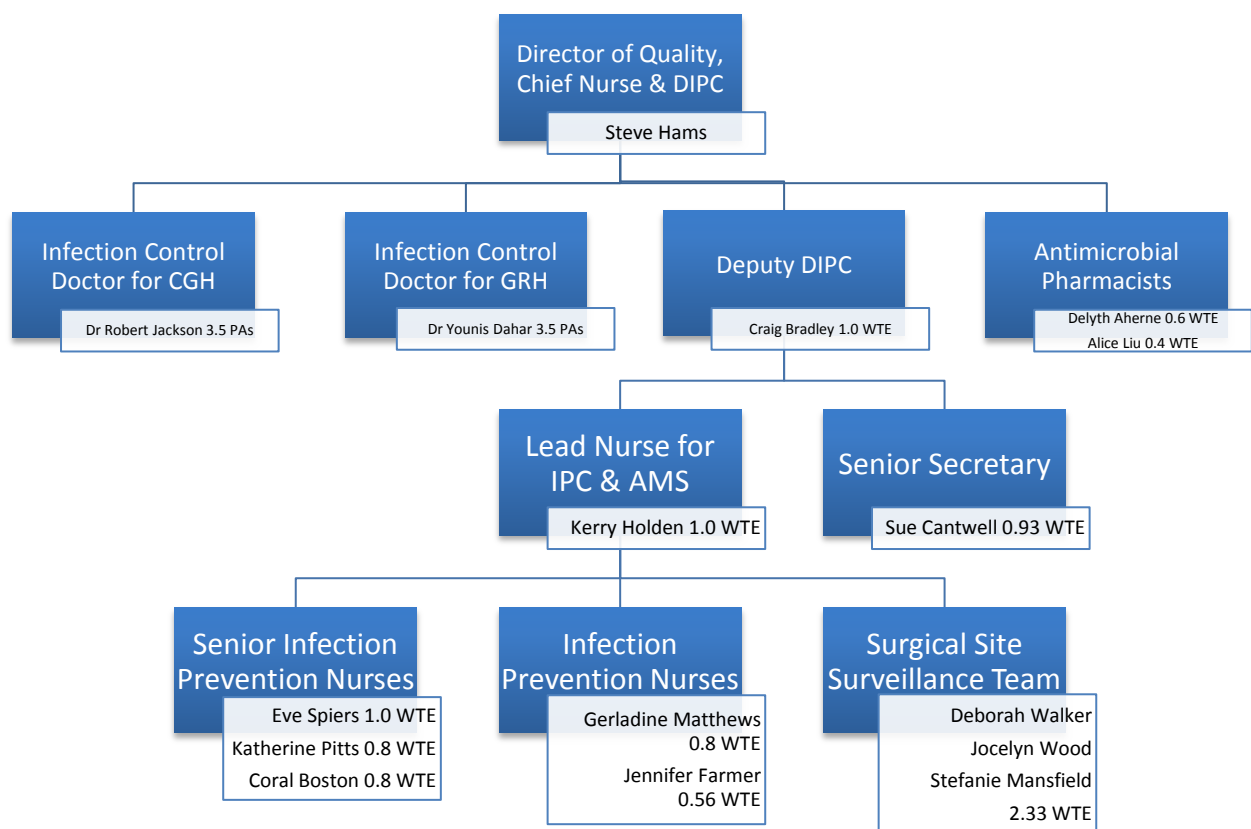 Director of Quality,
Chief Nurse & DIPC
Steve Hams
Infection Control
Doctor for CGH
Dr Robert Jackson 3.5 PAs
Infection Control
Doctor for GRH
Dr Younis Dahar 3.5 PAs
Deputy DIPC
Craig Bradley 1.0 WTE
Antimicrobial
Pharmacists
Delyth Aherne 0.6 WTE
Alice Liu 0.4 WTE
Lead Nurse for
IPC & AMS
Kerry Holden 1.0 WTE
Senior Secretary
Sue Cantwell 0.93 WTE
Senior Infection
Prevention Nurses
Eve Spiers 1.0 WTE
Katherine Pitts 0.8 WTE
Coral Boston 0.8 WTE
Infection
Prevention Nurses
Gerladine Matthews
0.8 WTE
Jennifer Farmer
0.56 WTE
Surgical Site
Surveillance Team
Deborah Walker
Jocelyn Wood
Stefanie Mansfield
2.33 WTE